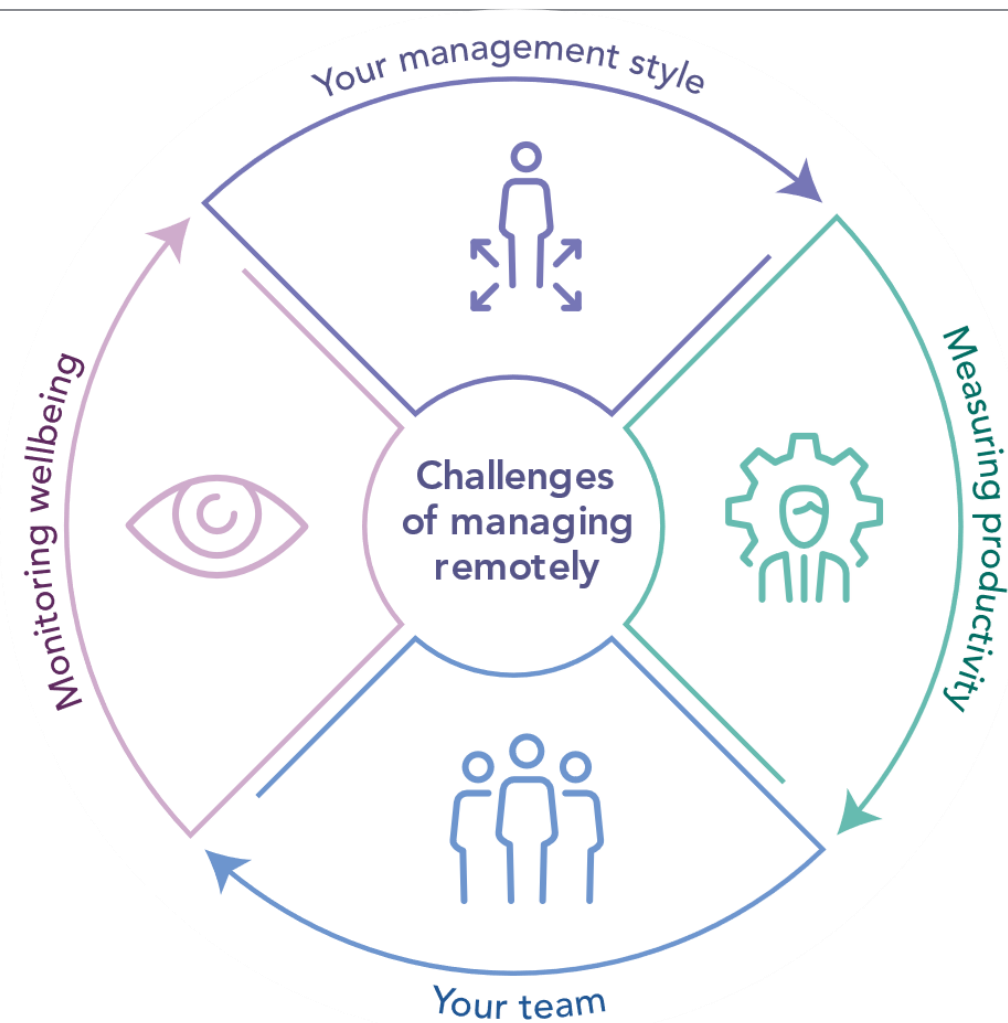 Your management style
Measuring productivity
Challenges
of managing
remotely
Monitoring wellbeing
Your team